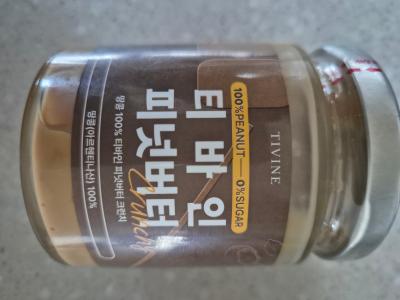 TIVINE
100%PEANUT — 0%SUGAR
티바인
피넛버터
Crunch
땅콩 100% 티바인 피넛버터 크런치
땅콩(아르헨티나산) 100%